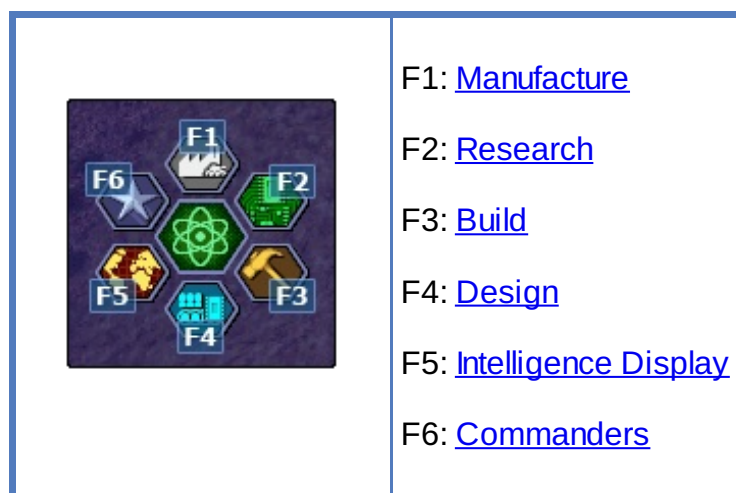 F1
F6
F2
F5
F3
F4
F1: Manufacture
F2: Research
F3: Build
F4: Design
F5: Intelligence Display
F6: Commanders